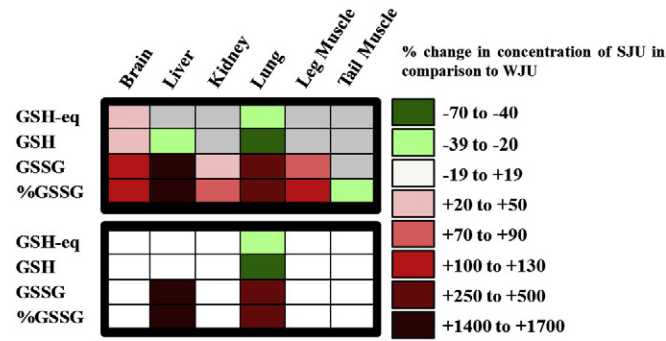 Brain
Liver
Kidney
Lung
Leg Muscle
Tail Muscle
% change in concentration of SJU in
comparison to WJU
GSH-eq
GSH
GSSG
%GSSG
GSH-eq
GSH
GSSG
%GSSG
-70 to -40
-39 to -20
-19 to +19
+20 to +50
+70 to +90
+100 to +130
+250 to +500
+1400 to +1700